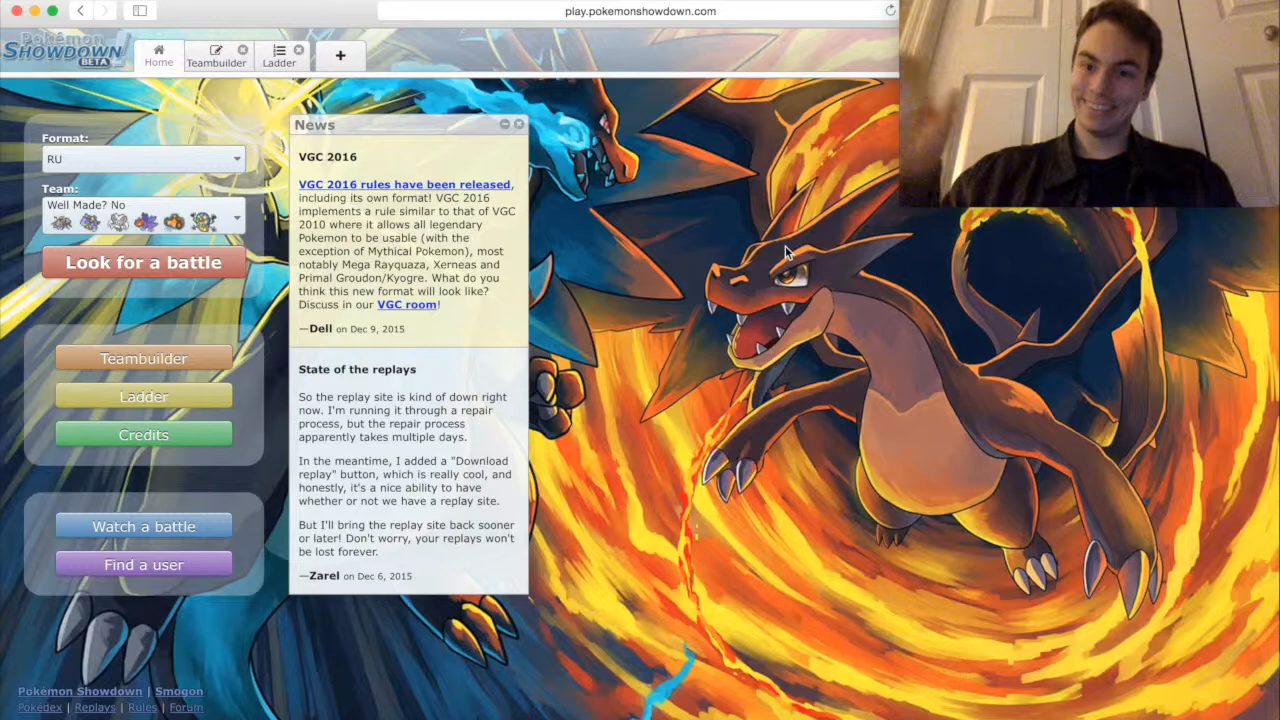 play.pokemonshowdown.com
Pokémon
SHOWDOWN!
BETA
Home
Teambuilder
Ladder
+
Format:
RU
Team:
Well Made? No
Look for a battle
Teambuilder
Ladder
Credits
Watch a battle
Find a user
News
VGC 2016
VGC 2016 rules have been released,
including its own format! VGC 2016
implements a rule similar to that of VGC
2010 where it allows all legendary
Pokemon to be usable (with the
exception of Mythical Pokemon), most
notably Mega Rayquaza, Xerneas and
Primal Groudon/Kyogre. What do you
think this new format will look like?
Discuss in our VGC room!
—Dell on Dec 9, 2015
State of the replays
So the replay site is kind of down right
now. I'm running it through a repair
process, but the repair process
apparently takes multiple days.
In the meantime, I added a "Download
replay" button, which is really cool, and
honestly, it's a nice ability to have
whether or not we have a replay site.
But I'll bring the replay site back sooner
or later! Don't worry, your replays won't
be lost forever.
—Zarel on Dec 6, 2015
Pokémon Showdown | Smogon
Pokédex | Replays | Rules | Forum